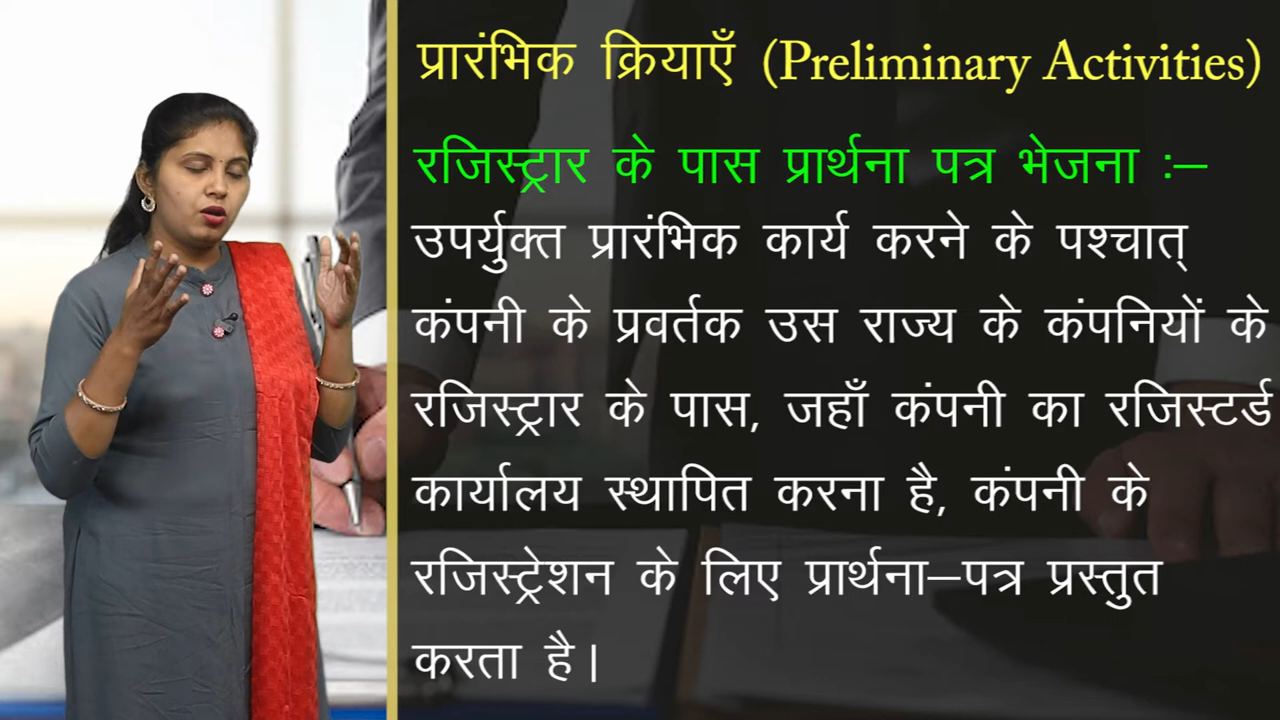 प्रारंभिक क्रियाएँ (Preliminary Activities)
रजिस्ट्रार के पास प्रार्थना पत्र भेजना :–
उपर्युक्त प्रारंभिक कार्य करने के पश्चात्
कंपनी के प्रवर्तक उस राज्य के कंपनियों के
रजिस्ट्रार के पास, जहाँ कंपनी का रजिस्टर्ड
कार्यालय स्थापित करना है, कंपनी के
रजिस्ट्रेशन के लिए प्रार्थना–पत्र प्रस्तुत
करता है।